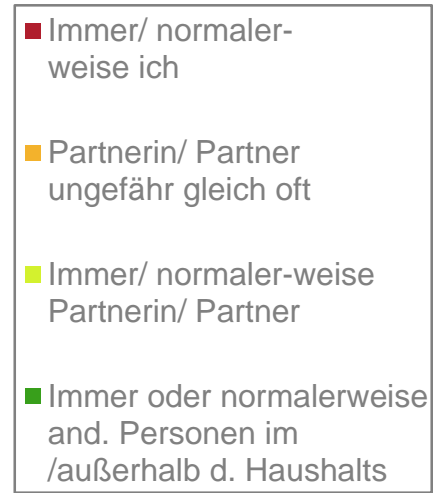 Immer/ normaler-
weise ich
Partnerin/ Partner
ungefähr gleich oft
Immer/ normaler-weise
Partnerin/ Partner
Immer oder normalerweise
and. Personen im
/außerhalb d. Haushalts